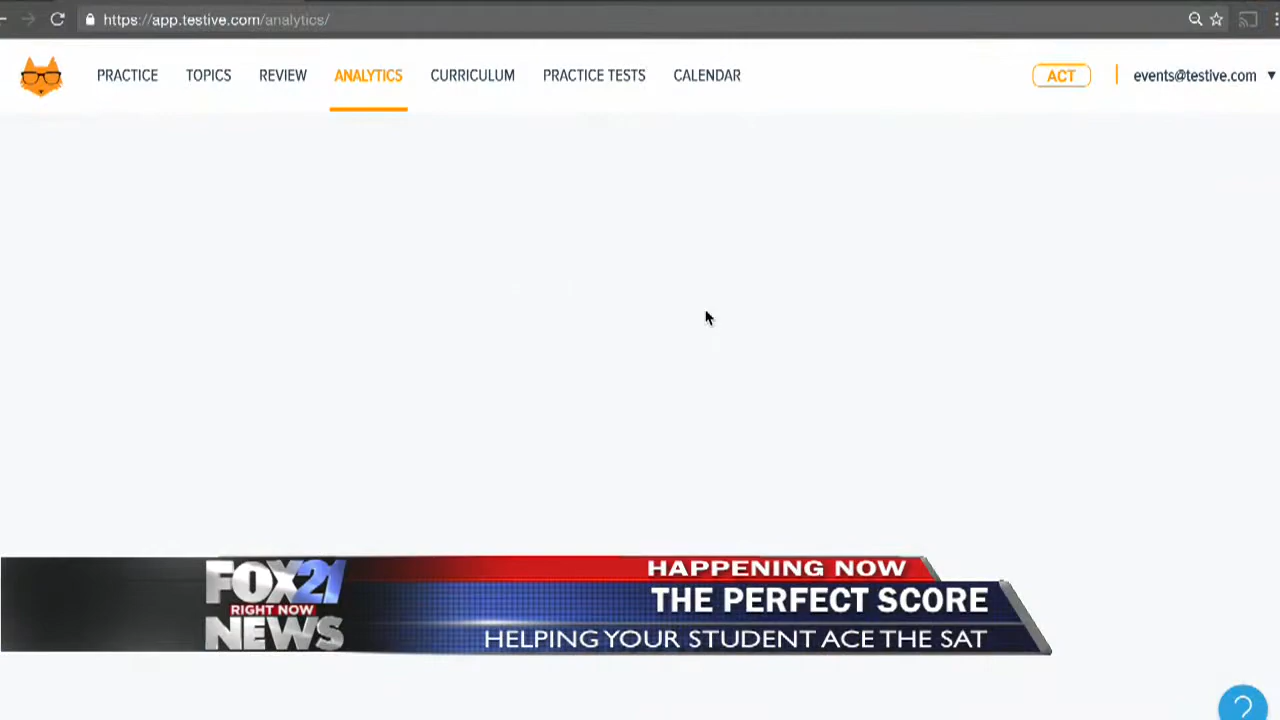 https://app.testive.com/analytics/
PRACTICE TOPICS REVIEW ANALYTICS CURRICULUM PRACTICE TESTS CALENDAR ACT events@testive.com
HAPPENING NOW
FOX21 THE PERFECT SCORE
RIGHT NOW
NEWS HELPING YOUR STUDENT ACE THE SAT
?